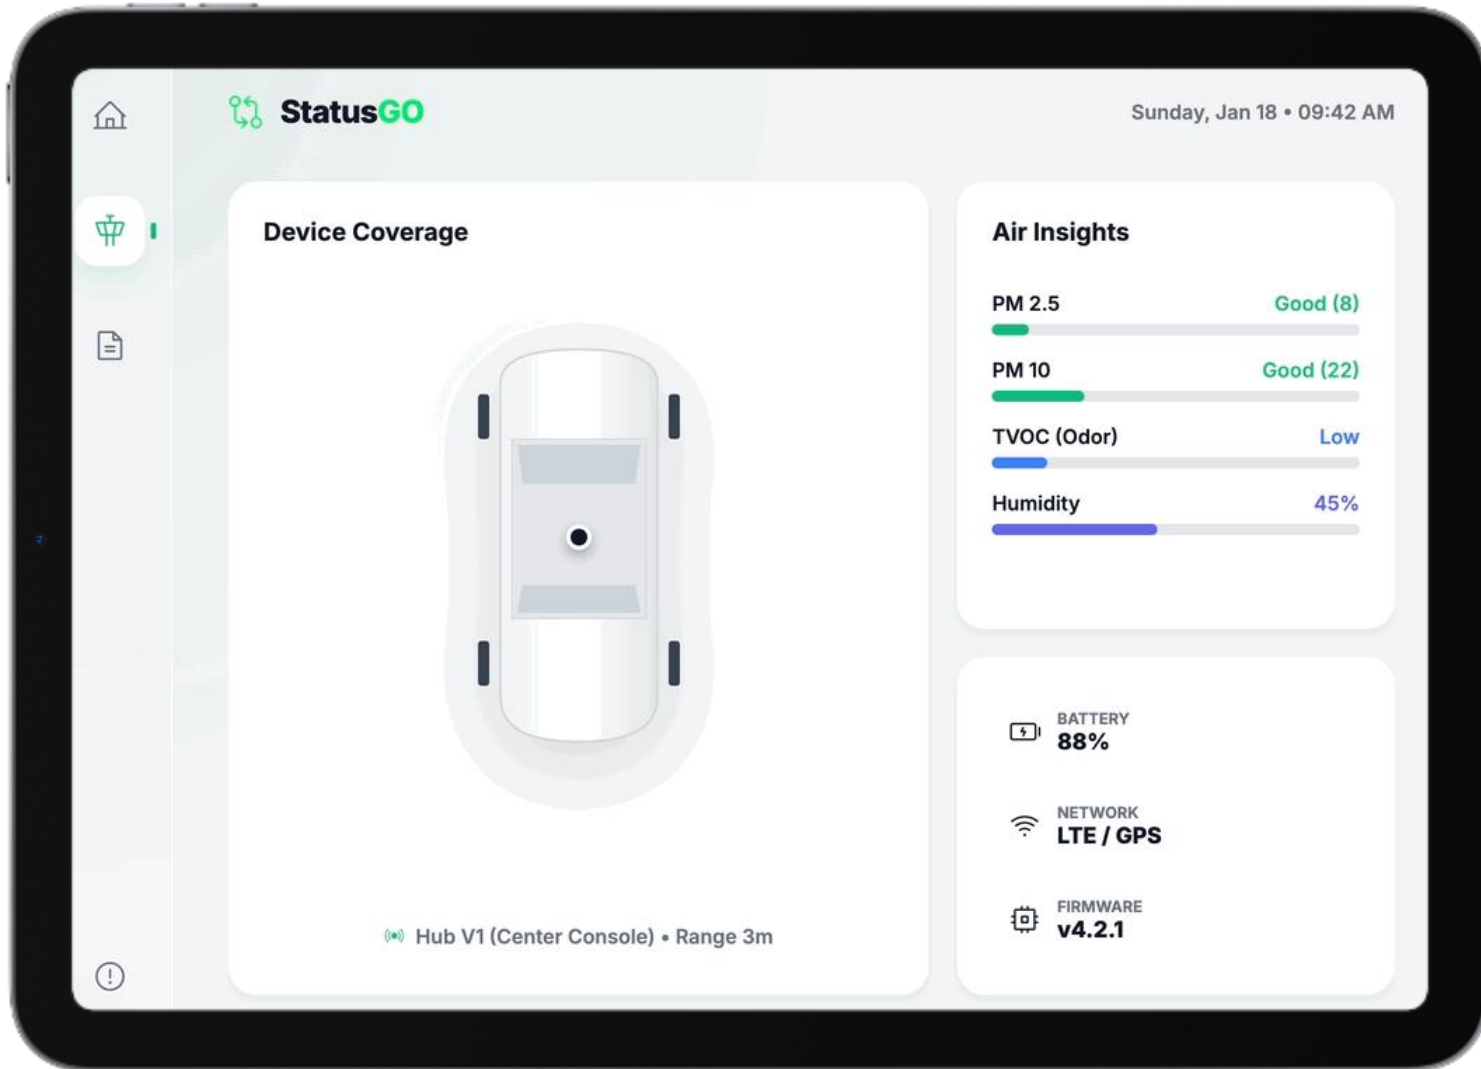 StatusGO
Sunday, Jan 18 • 09:42 AM
Device Coverage
Hub V1 (Center Console) • Range 3m
Air Insights
PM 2.5 Good (8)
PM 10 Good (22)
TVOC (Odor) Low
Humidity 45%
BATTERY
88%
NETWORK
LTE / GPS
FIRMWARE
v4.2.1